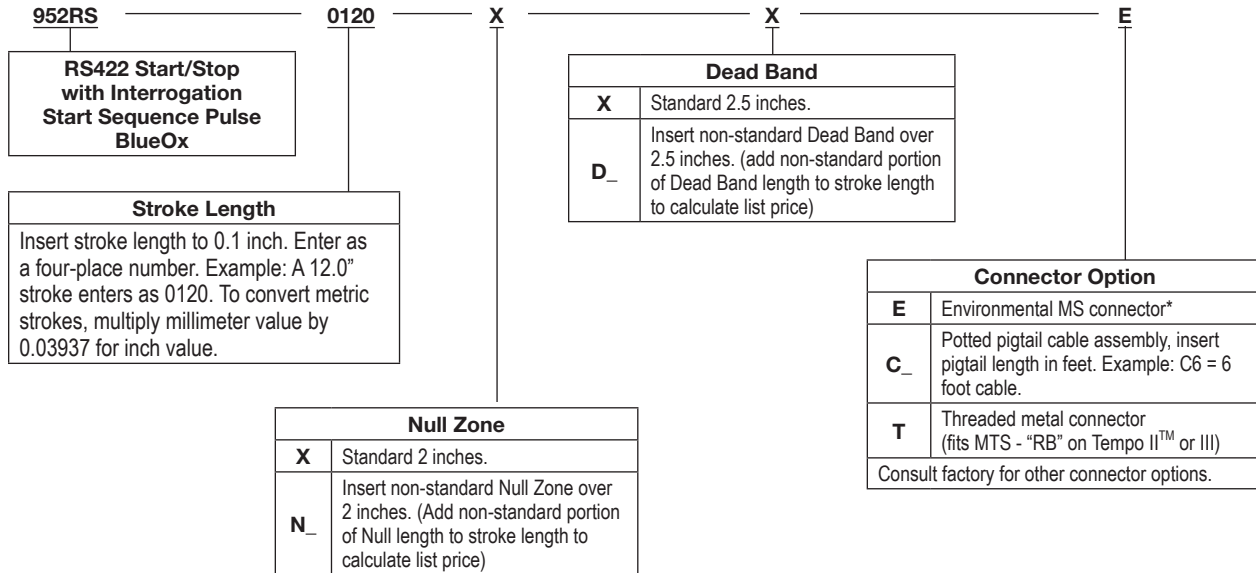 952RS 0120 X X E
RS422 Start/Stop
with Interrogation
Start Sequence Pulse
BlueOx
Dead Band
X Standard 2.5 inches.
D_ Insert non-standard Dead Band over
2.5 inches. (add non-standard portion
of Dead Band length to stroke length
to calculate list price)
Stroke Length
Insert stroke length to 0.1 inch. Enter as
a four-place number. Example: A 12.0”
stroke enters as 0120. To convert metric
strokes, multiply millimeter value by
0.03937 for inch value.
Connector Option
E Environmental MS connector*
C_ Potted pigtail cable assembly, insert
pigtail length in feet. Example: C6 = 6
foot cable.
T Threaded metal connector
(fits MTS - “RB” on Tempo II™ or III)
Consult factory for other connector options.
Null Zone
X Standard 2 inches.
N_ Insert non-standard Null Zone over
2 inches. (Add non-standard portion
of Null length to stroke length to
calculate list price)